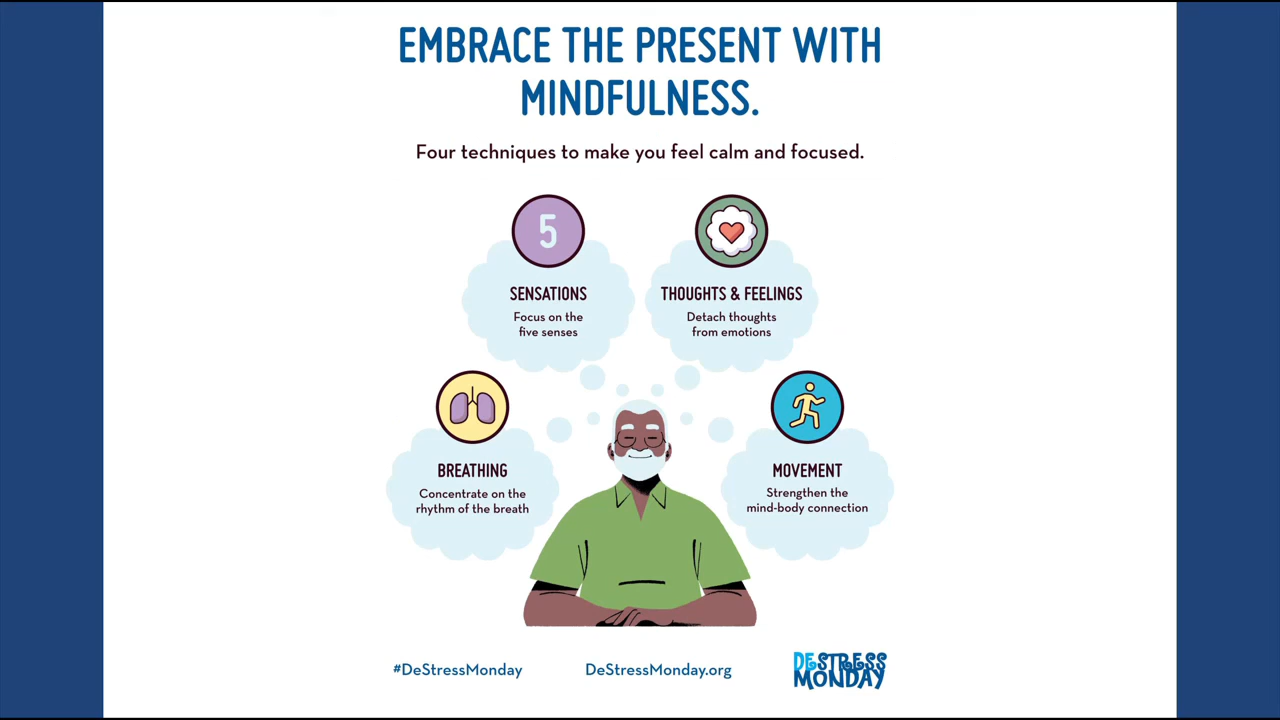 EMBRACE THE PRESENT WITH
MINDFULNESS.
Four techniques to make you feel calm and focused.
5
SENSATIONS
Focus on the
five senses
THOUGHTS & FEELINGS
Detach thoughts
from emotions
BREATHING
Concentrate on the
rhythm of the breath
MOVEMENT
Strengthen the
mind-body connection
#DeStressMonday
DeStressMonday.org
DESTRESS
MONDAY